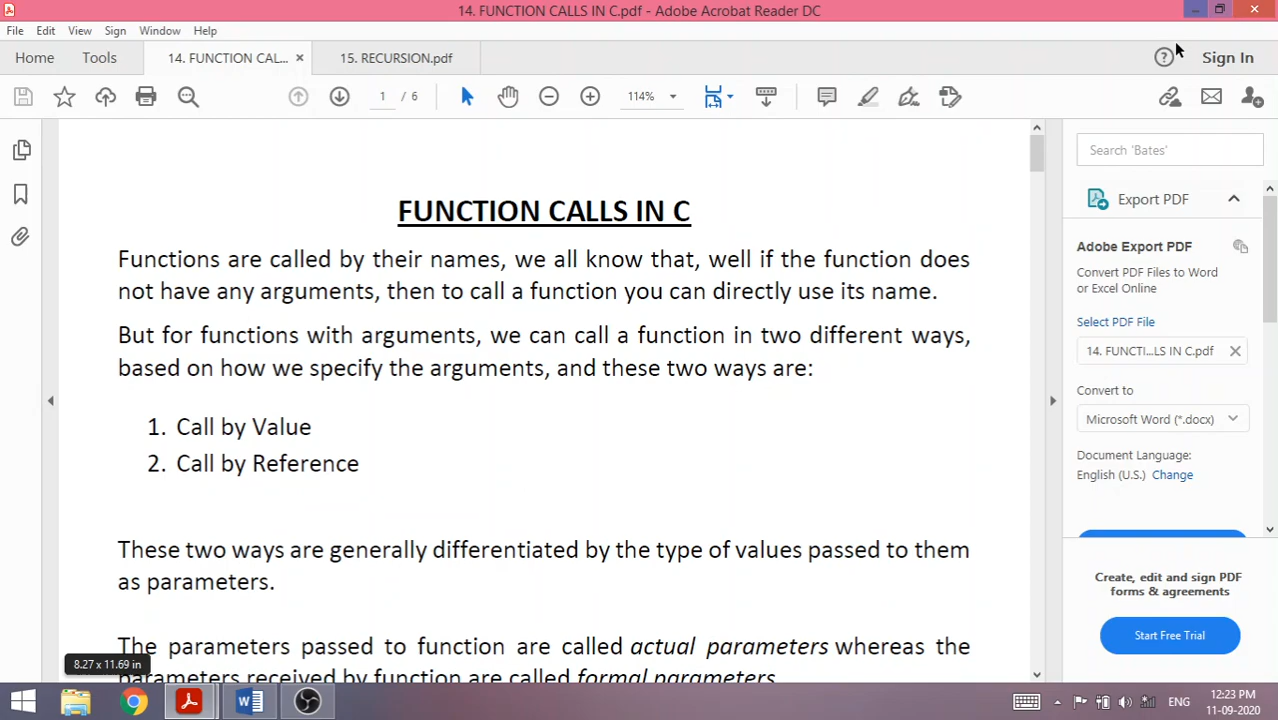 14. FUNCTION CALLS IN C.pdf - Adobe Acrobat Reader DC
File Edit View Sign Window Help
Home Tools 14. FUNCTION CAL... × 15. RECURSION.pdf Sign In
1 / 6 114%
Search 'Bates'
Export PDF
Adobe Export PDF
Convert PDF Files to Word
or Excel Online
Select PDF File
14. FUNCTI...LS IN C.pdf
Convert to
Microsoft Word (*.docx)
Document Language:
English (U.S.) Change
Create, edit and sign PDF
forms & agreements
Start Free Trial
FUNCTION CALLS IN C
Functions are called by their names, we all know that, well if the function does
not have any arguments, then to call a function you can directly use its name.
But for functions with arguments, we can call a function in two different ways,
based on how we specify the arguments, and these two ways are:
1. Call by Value
2. Call by Reference
These two ways are generally differentiated by the type of values passed to them
as parameters.
The parameters passed to function are called actual parameters whereas the
parameters received by function are called formal parameters.
8.27 x 11.69 in
ENG
12:23 PM
11-09-2020